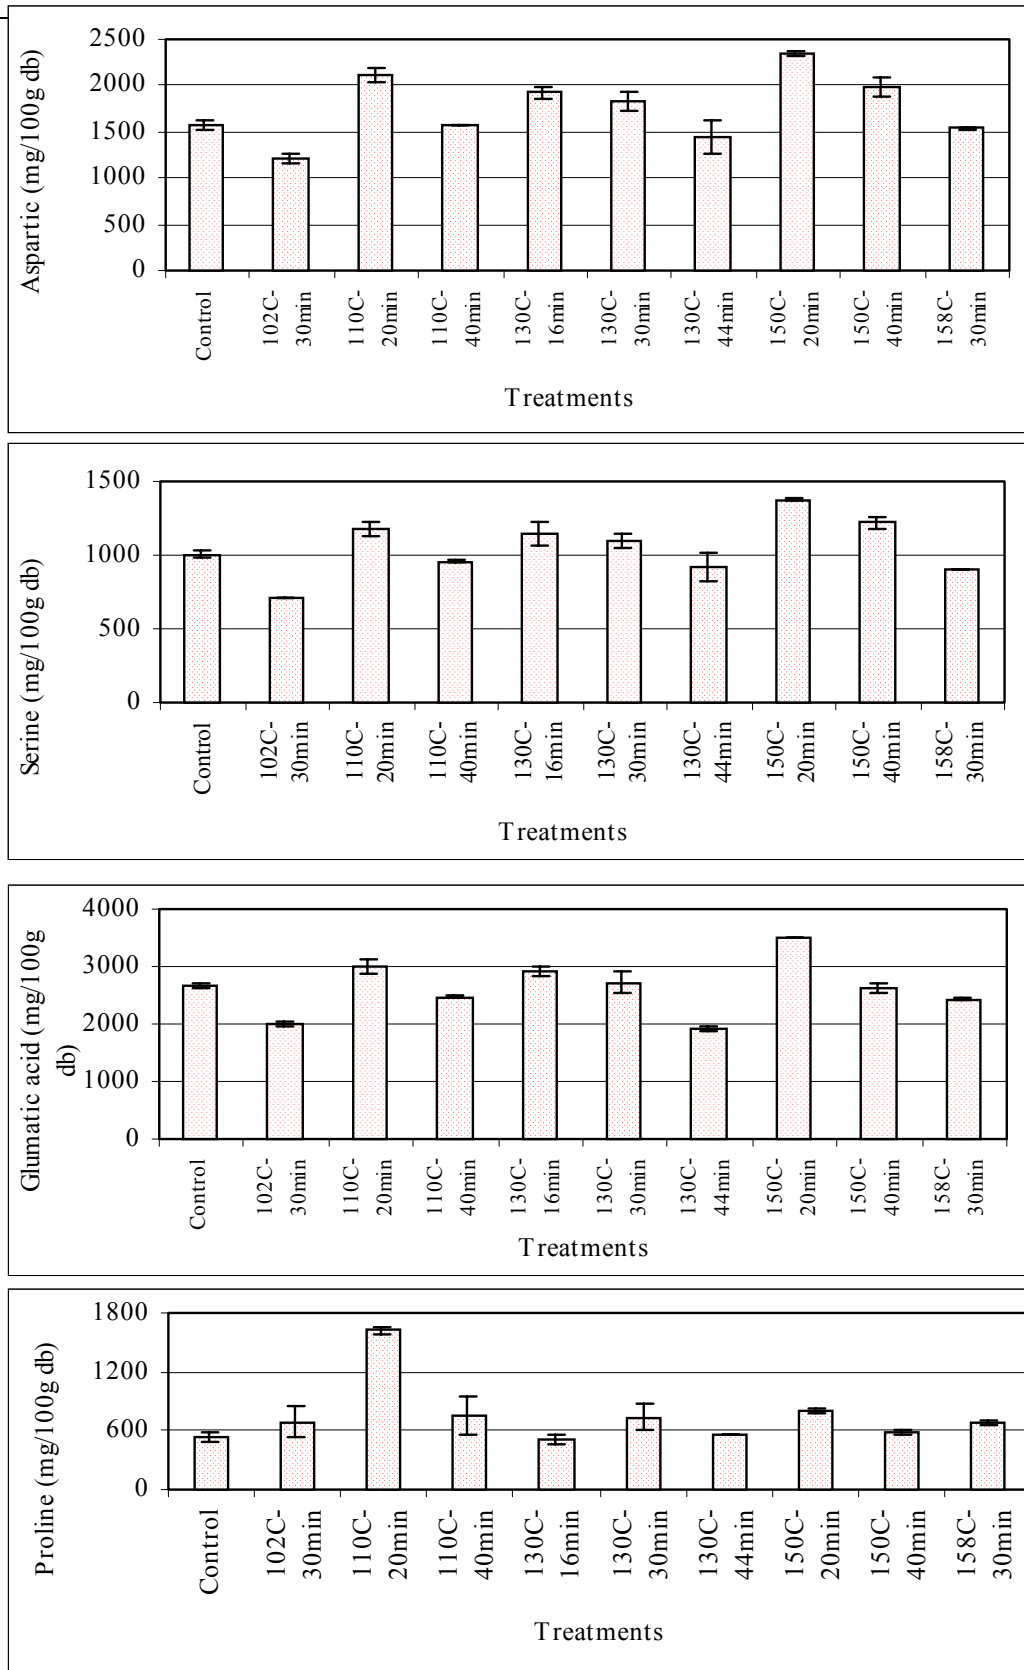 Aspartic (mg/100g db)
2500
2000
1500
1000
500
0
Control
102C-
30min
110C-
20min
110C-
40min
130C-
16min
130C-
30min
130C-
44min
150C-
20min
150C-
40min
158C-
30min
Treatments
Serine (mg/100g db)
1500
1000
500
0
Control
102C-
30min
110C-
20min
110C-
40min
130C-
16min
130C-
30min
130C-
44min
150C-
20min
150C-
40min
158C-
30min
Treatments
Glumatic acid (mg/100g
db)
4000
3000
2000
1000
0
Control
102C-
30min
110C-
20min
110C-
40min
130C-
16min
130C-
30min
130C-
44min
150C-
20min
150C-
40min
158C-
30min
Treatments
Proline (mg/100g db)
1800
1200
600
0
Control
102C-
30min
110C-
20min
110C-
40min
130C-
16min
130C-
30min
130C-
44min
150C-
20min
150C-
40min
158C-
30min
Treatments